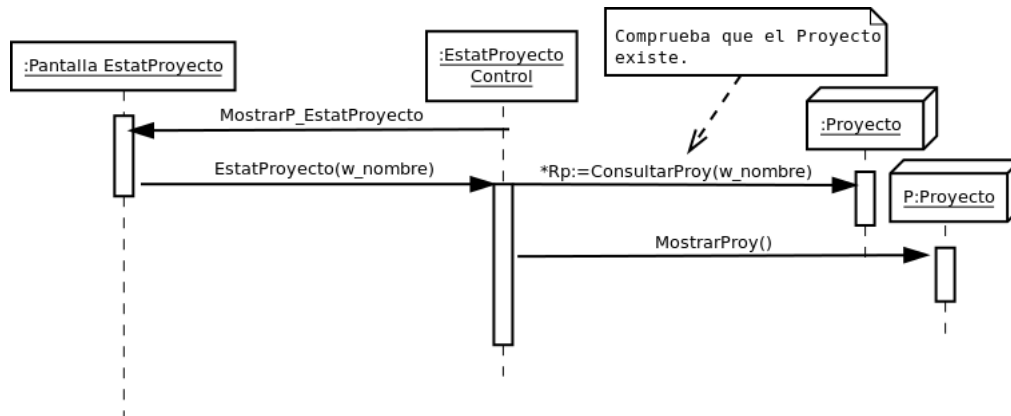 Comprueba que el Proyecto
existe.
:Pantalla EstatProyecto
:EstatProyecto
Control
MostrarP_EstatProyecto
:Proyecto
EstatProyecto(w_nombre)
*Rp:=ConsultarProy(w_nombre)
P:Proyecto
MostrarProy()